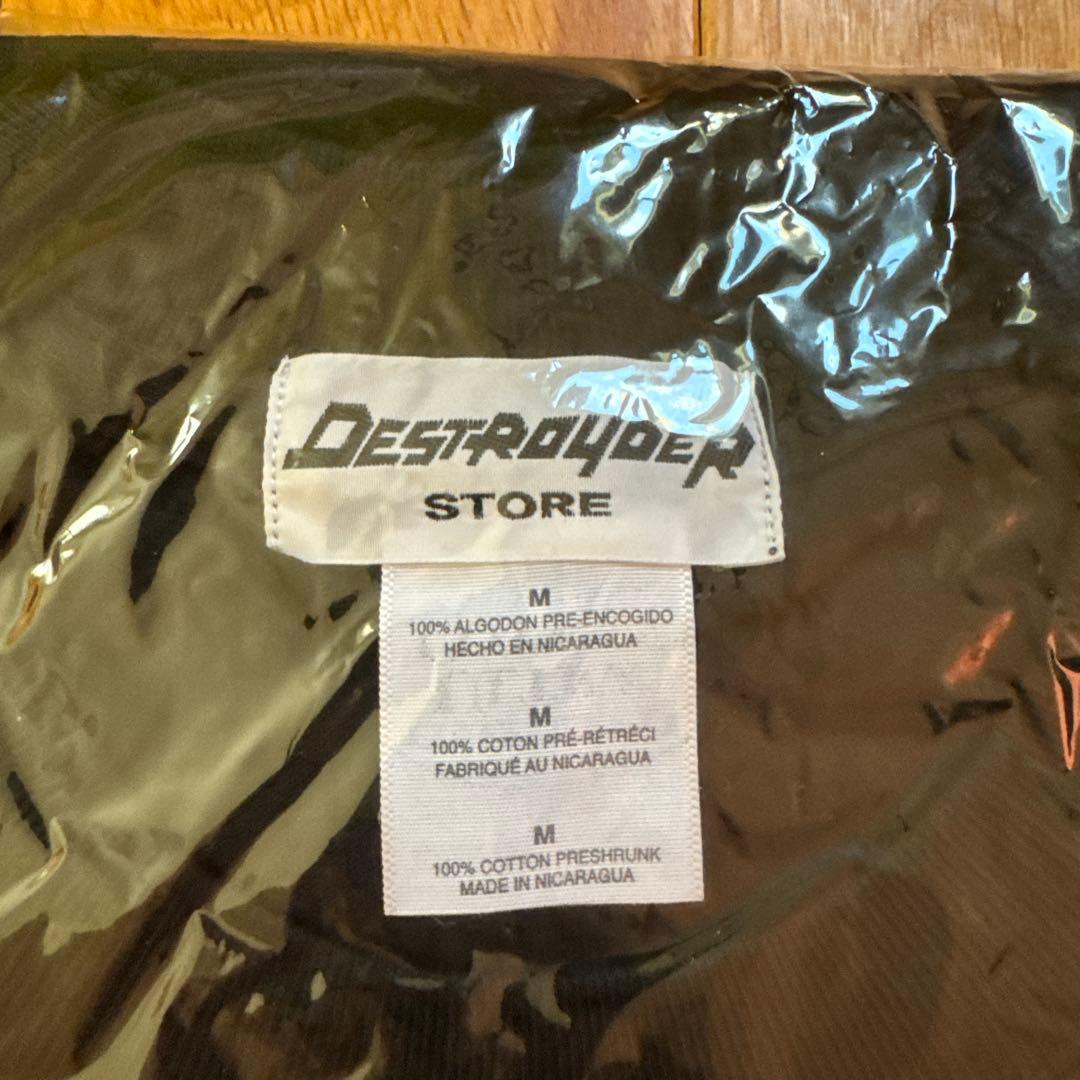 DESTROYDER
STORE
M
100% ALGODON PRE-ENCOGIDO
HECHO EN NICARAGUA
M
100% COTON PRÉ-RÉTRÉCI
FABRIQUÉ AU NICARAGUA
M
100% COTTON PRESHRUNK
MADE IN NICARAGUA